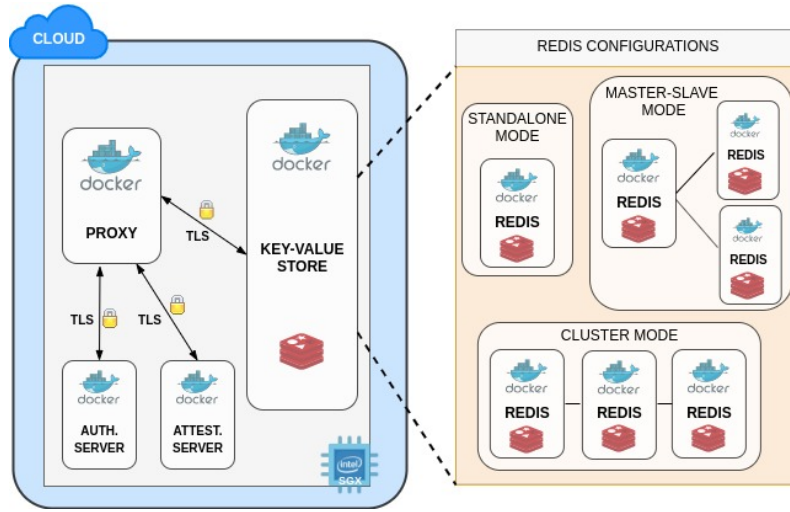 CLOUD
docker
PROXY
docker
KEY-VALUE
STORE
TLS
TLS
TLS
docker
AUTH.
SERVER
docker
ATTEST.
SERVER
intel
SGX
REDIS CONFIGURATIONS
STANDALONE
MODE
docker
REDIS
MASTER-SLAVE
MODE
docker
REDIS
docker
REDIS
docker
REDIS
CLUSTER MODE
docker
REDIS
docker
REDIS
docker
REDIS